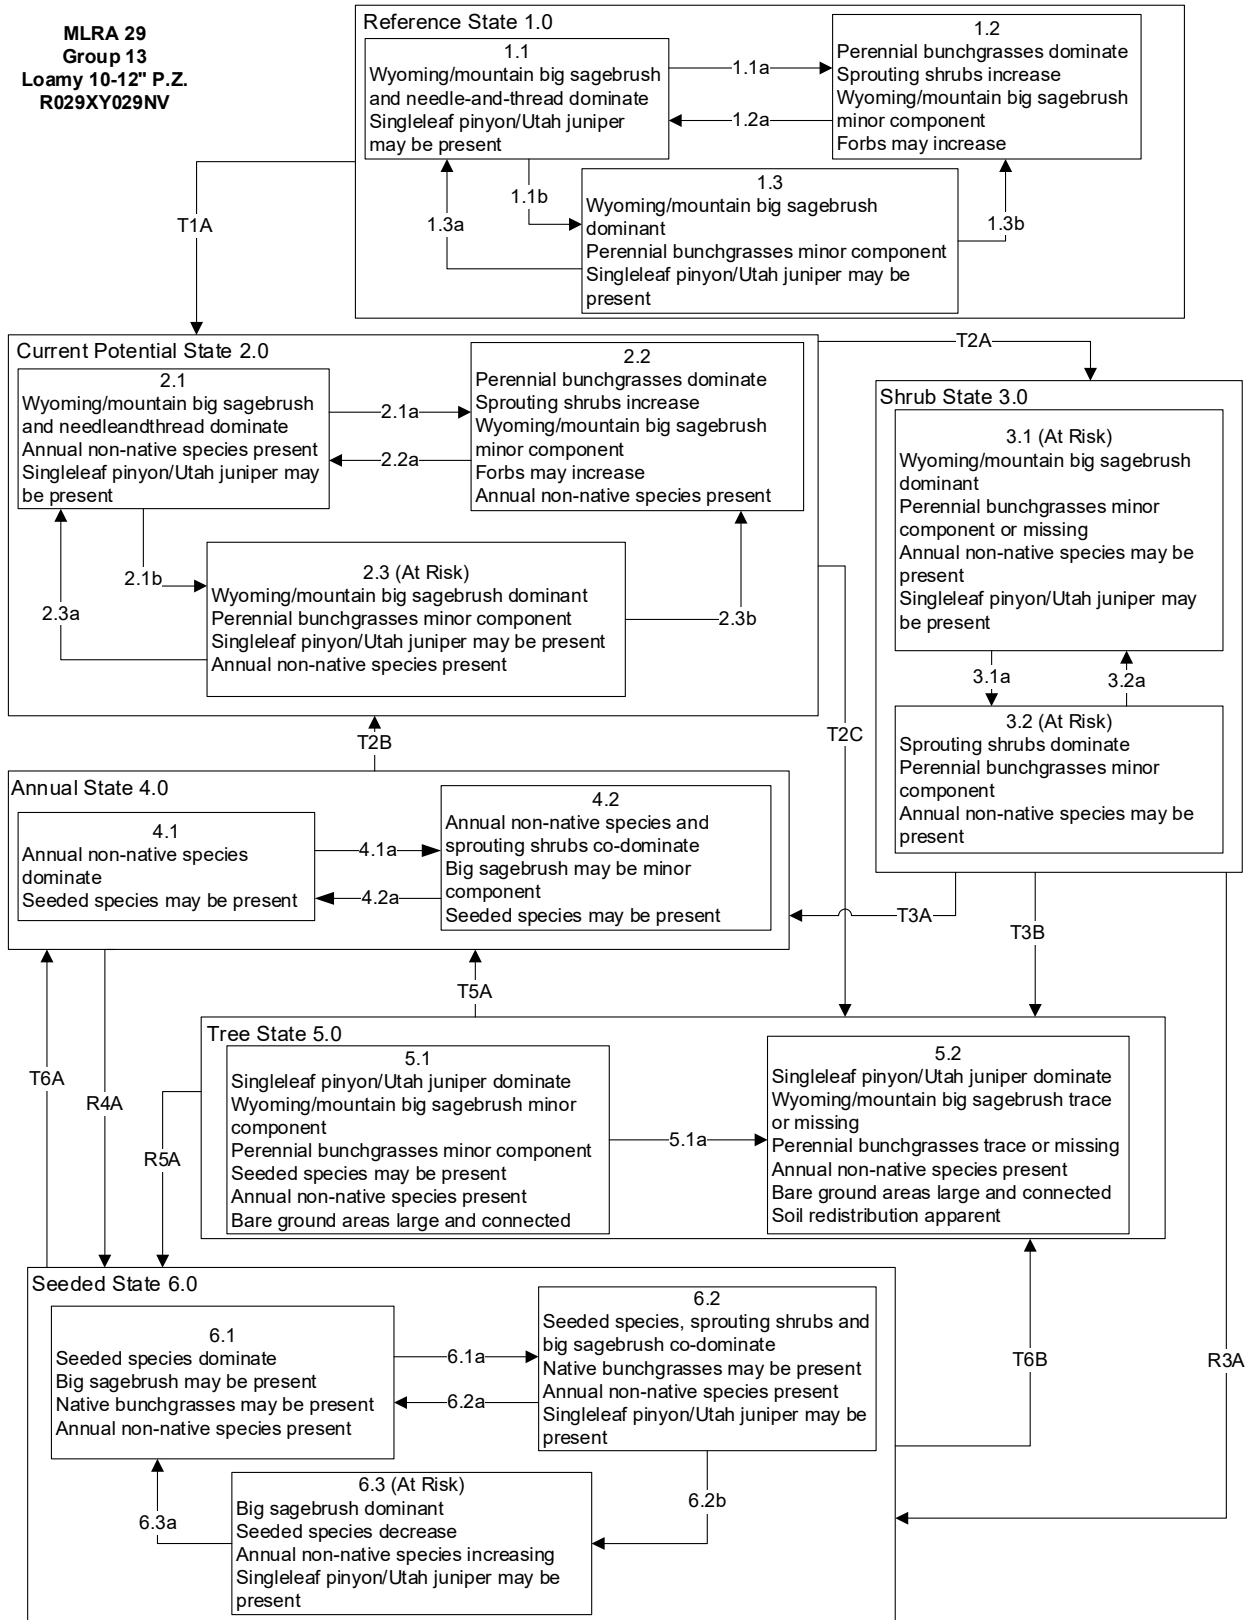 MLRA 29
Group 13
Loamy 10-12" P.Z.
R029XY029NV
Reference State 1.0
1.1
Wyoming/mountain big sagebrush
and needle-and-thread dominate
Singleleaf pinyon/Utah juniper
may be present
1.1a
1.2a
1.2
Perennial bunchgrasses dominate
Sprouting shrubs increase
Wyoming/mountain big sagebrush
minor component
Forbs may increase
1.1b
1.3a
1.3
Wyoming/mountain big sagebrush
dominant
Perennial bunchgrasses minor component
Singleleaf pinyon/Utah juniper may be
present
1.3b
T1A
Current Potential State 2.0
2.1
Wyoming/mountain big sagebrush
and needleandthread dominate
Annual non-native species present
Singleleaf pinyon/Utah juniper may
be present
2.1a
2.2a
2.2
Perennial bunchgrasses dominate
Sprouting shrubs increase
Wyoming/mountain big sagebrush
minor component
Forbs may increase
Annual non-native species present
2.1b
2.3a
2.3 (At Risk)
Wyoming/mountain big sagebrush dominant
Perennial bunchgrasses minor component
Singleleaf pinyon/Utah juniper may be present
Annual non-native species present
2.3b
T2A
Shrub State 3.0
3.1 (At Risk)
Wyoming/mountain big sagebrush
dominant
Perennial bunchgrasses minor
component or missing
Annual non-native species may be
present
Singleleaf pinyon/Utah juniper may
be present
3.1a
3.2a
3.2 (At Risk)
Sprouting shrubs dominate
Perennial bunchgrasses minor
component
Annual non-native species may be
present
T2B
T2C
Annual State 4.0
4.1
Annual non-native species
dominate
Seeded species may be present
4.1a
4.2a
4.2
Annual non-native species and
sprouting shrubs co-dominate
Big sagebrush may be minor
component
Seeded species may be present
T3A
T3B
T5A
T6A
R4A
R5A
Tree State 5.0
5.1
Singleleaf pinyon/Utah juniper dominate
Wyoming/mountain big sagebrush minor
component
Perennial bunchgrasses minor component
Seeded species may be present
Annual non-native species present
Bare ground areas large and connected
5.1a
5.2
Singleleaf pinyon/Utah juniper dominate
Wyoming/mountain big sagebrush trace
or missing
Perennial bunchgrasses trace or missing
Annual non-native species present
Bare ground areas large and connected
Soil redistribution apparent
Seeded State 6.0
6.1
Seeded species dominate
Big sagebrush may be present
Native bunchgrasses may be present
Annual non-native species present
6.1a
6.2a
6.2
Seeded species, sprouting shrubs and
big sagebrush co-dominate
Native bunchgrasses may be present
Annual non-native species present
Singleleaf pinyon/Utah juniper may be
present
T6B
R3A
6.3a
6.3 (At Risk)
Big sagebrush dominant
Seeded species decrease
Annual non-native species increasing
Singleleaf pinyon/Utah juniper may be
present
6.2b